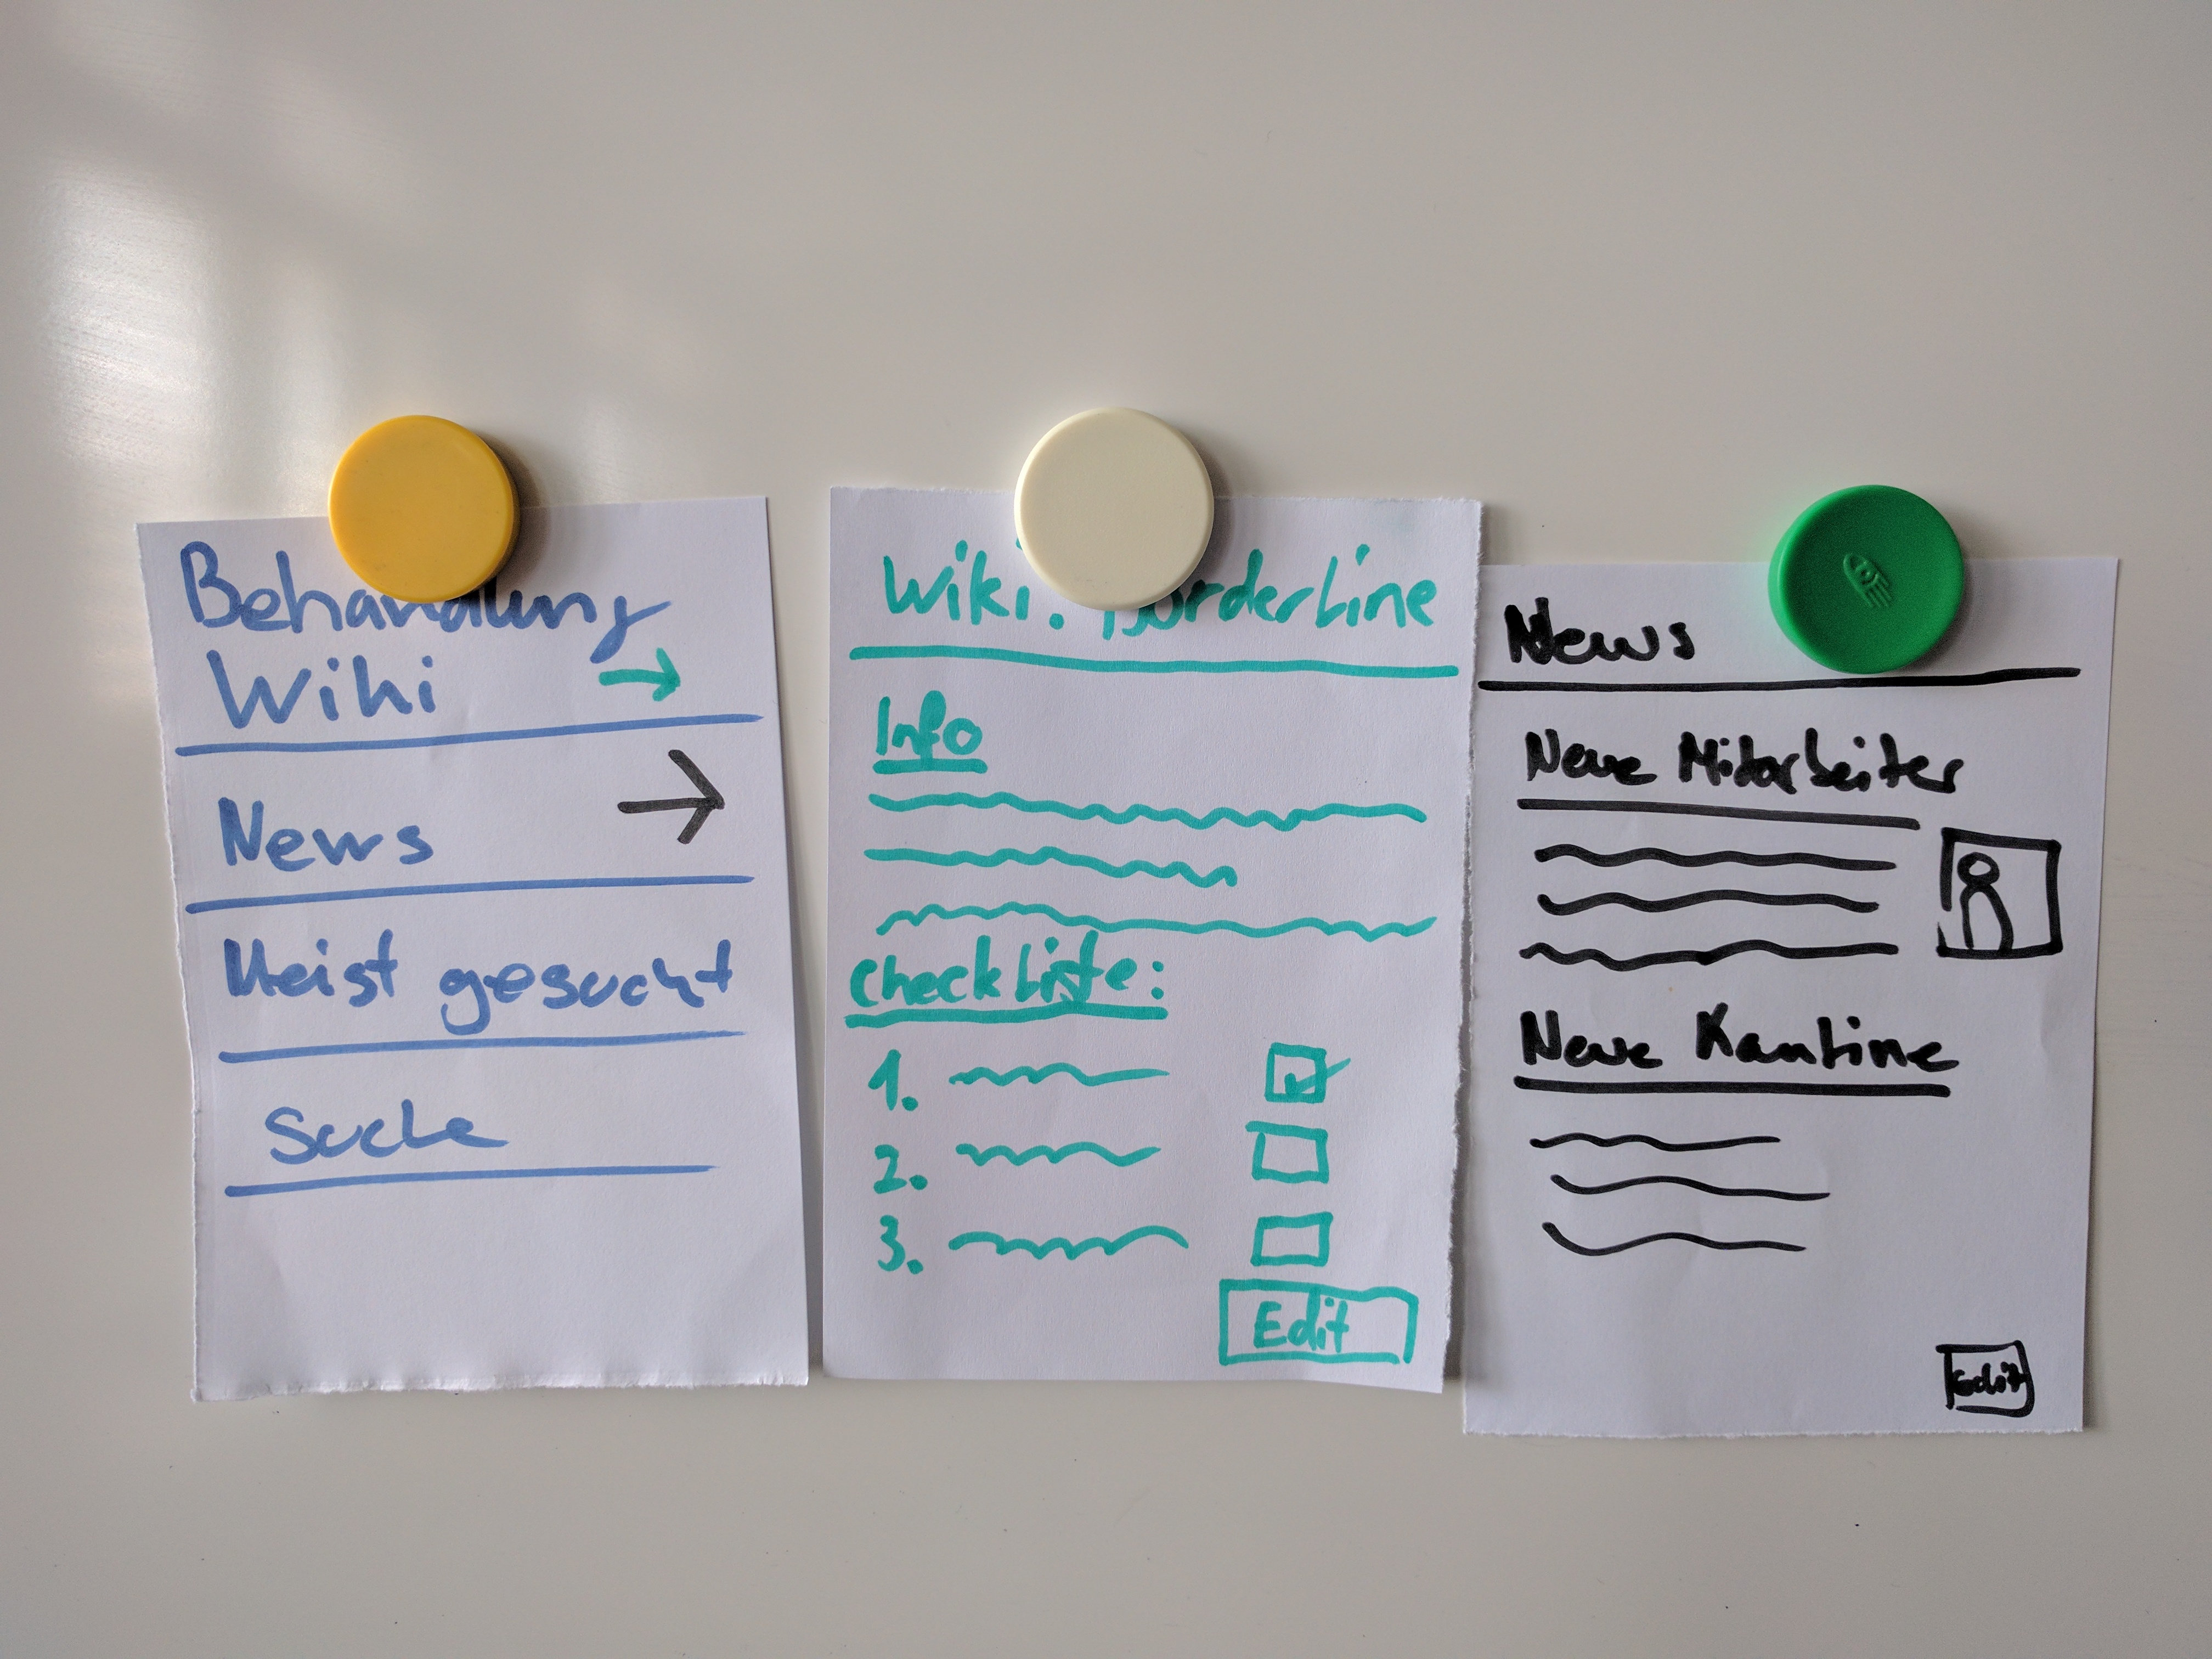 Behandlung
Wiki
News
Meist gesucht
Suche
Wiki: Borderline
Info
Checkliste:
1.
2.
3.
Edit
News
Neue Mitarbeiter
Neue Kantine
Edit